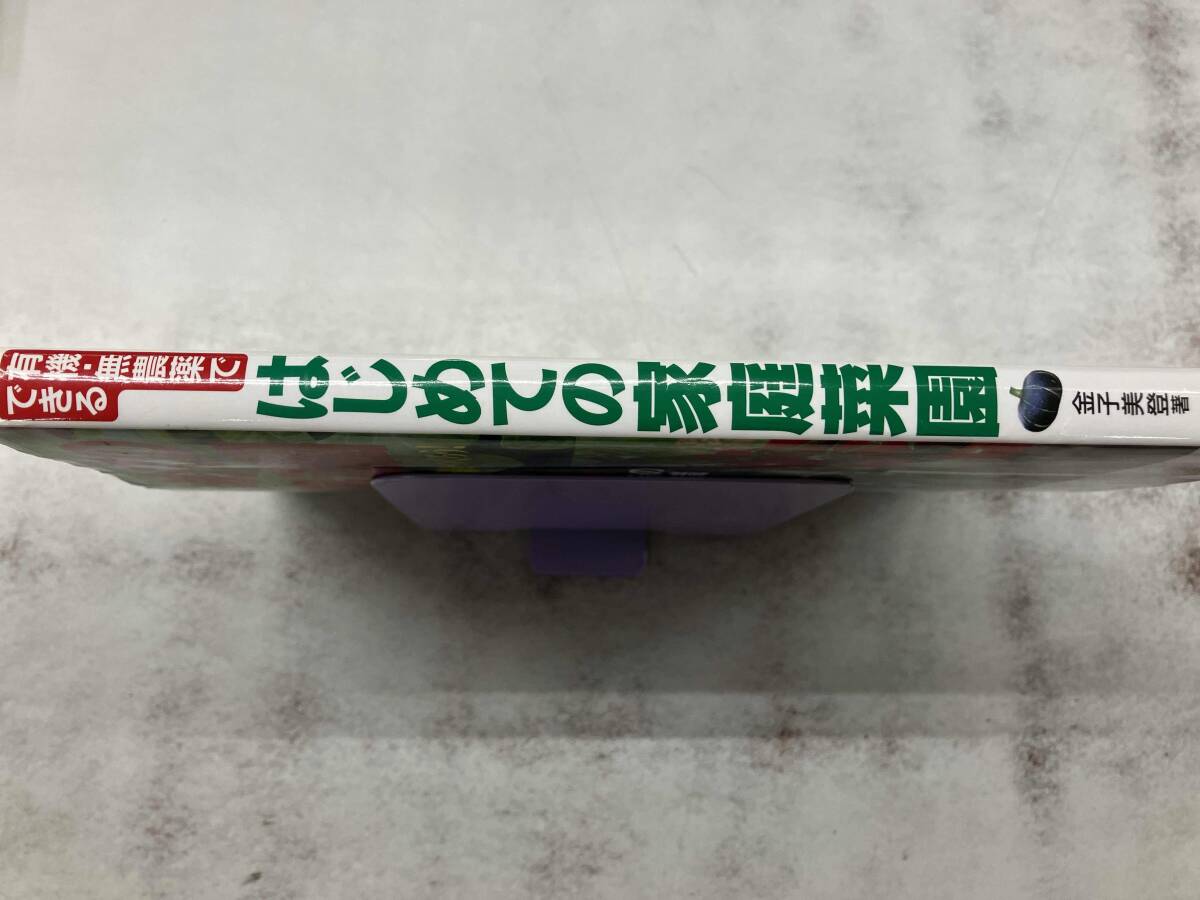 有機・無農薬で
できる
はじめての家庭菜園
金子美登著